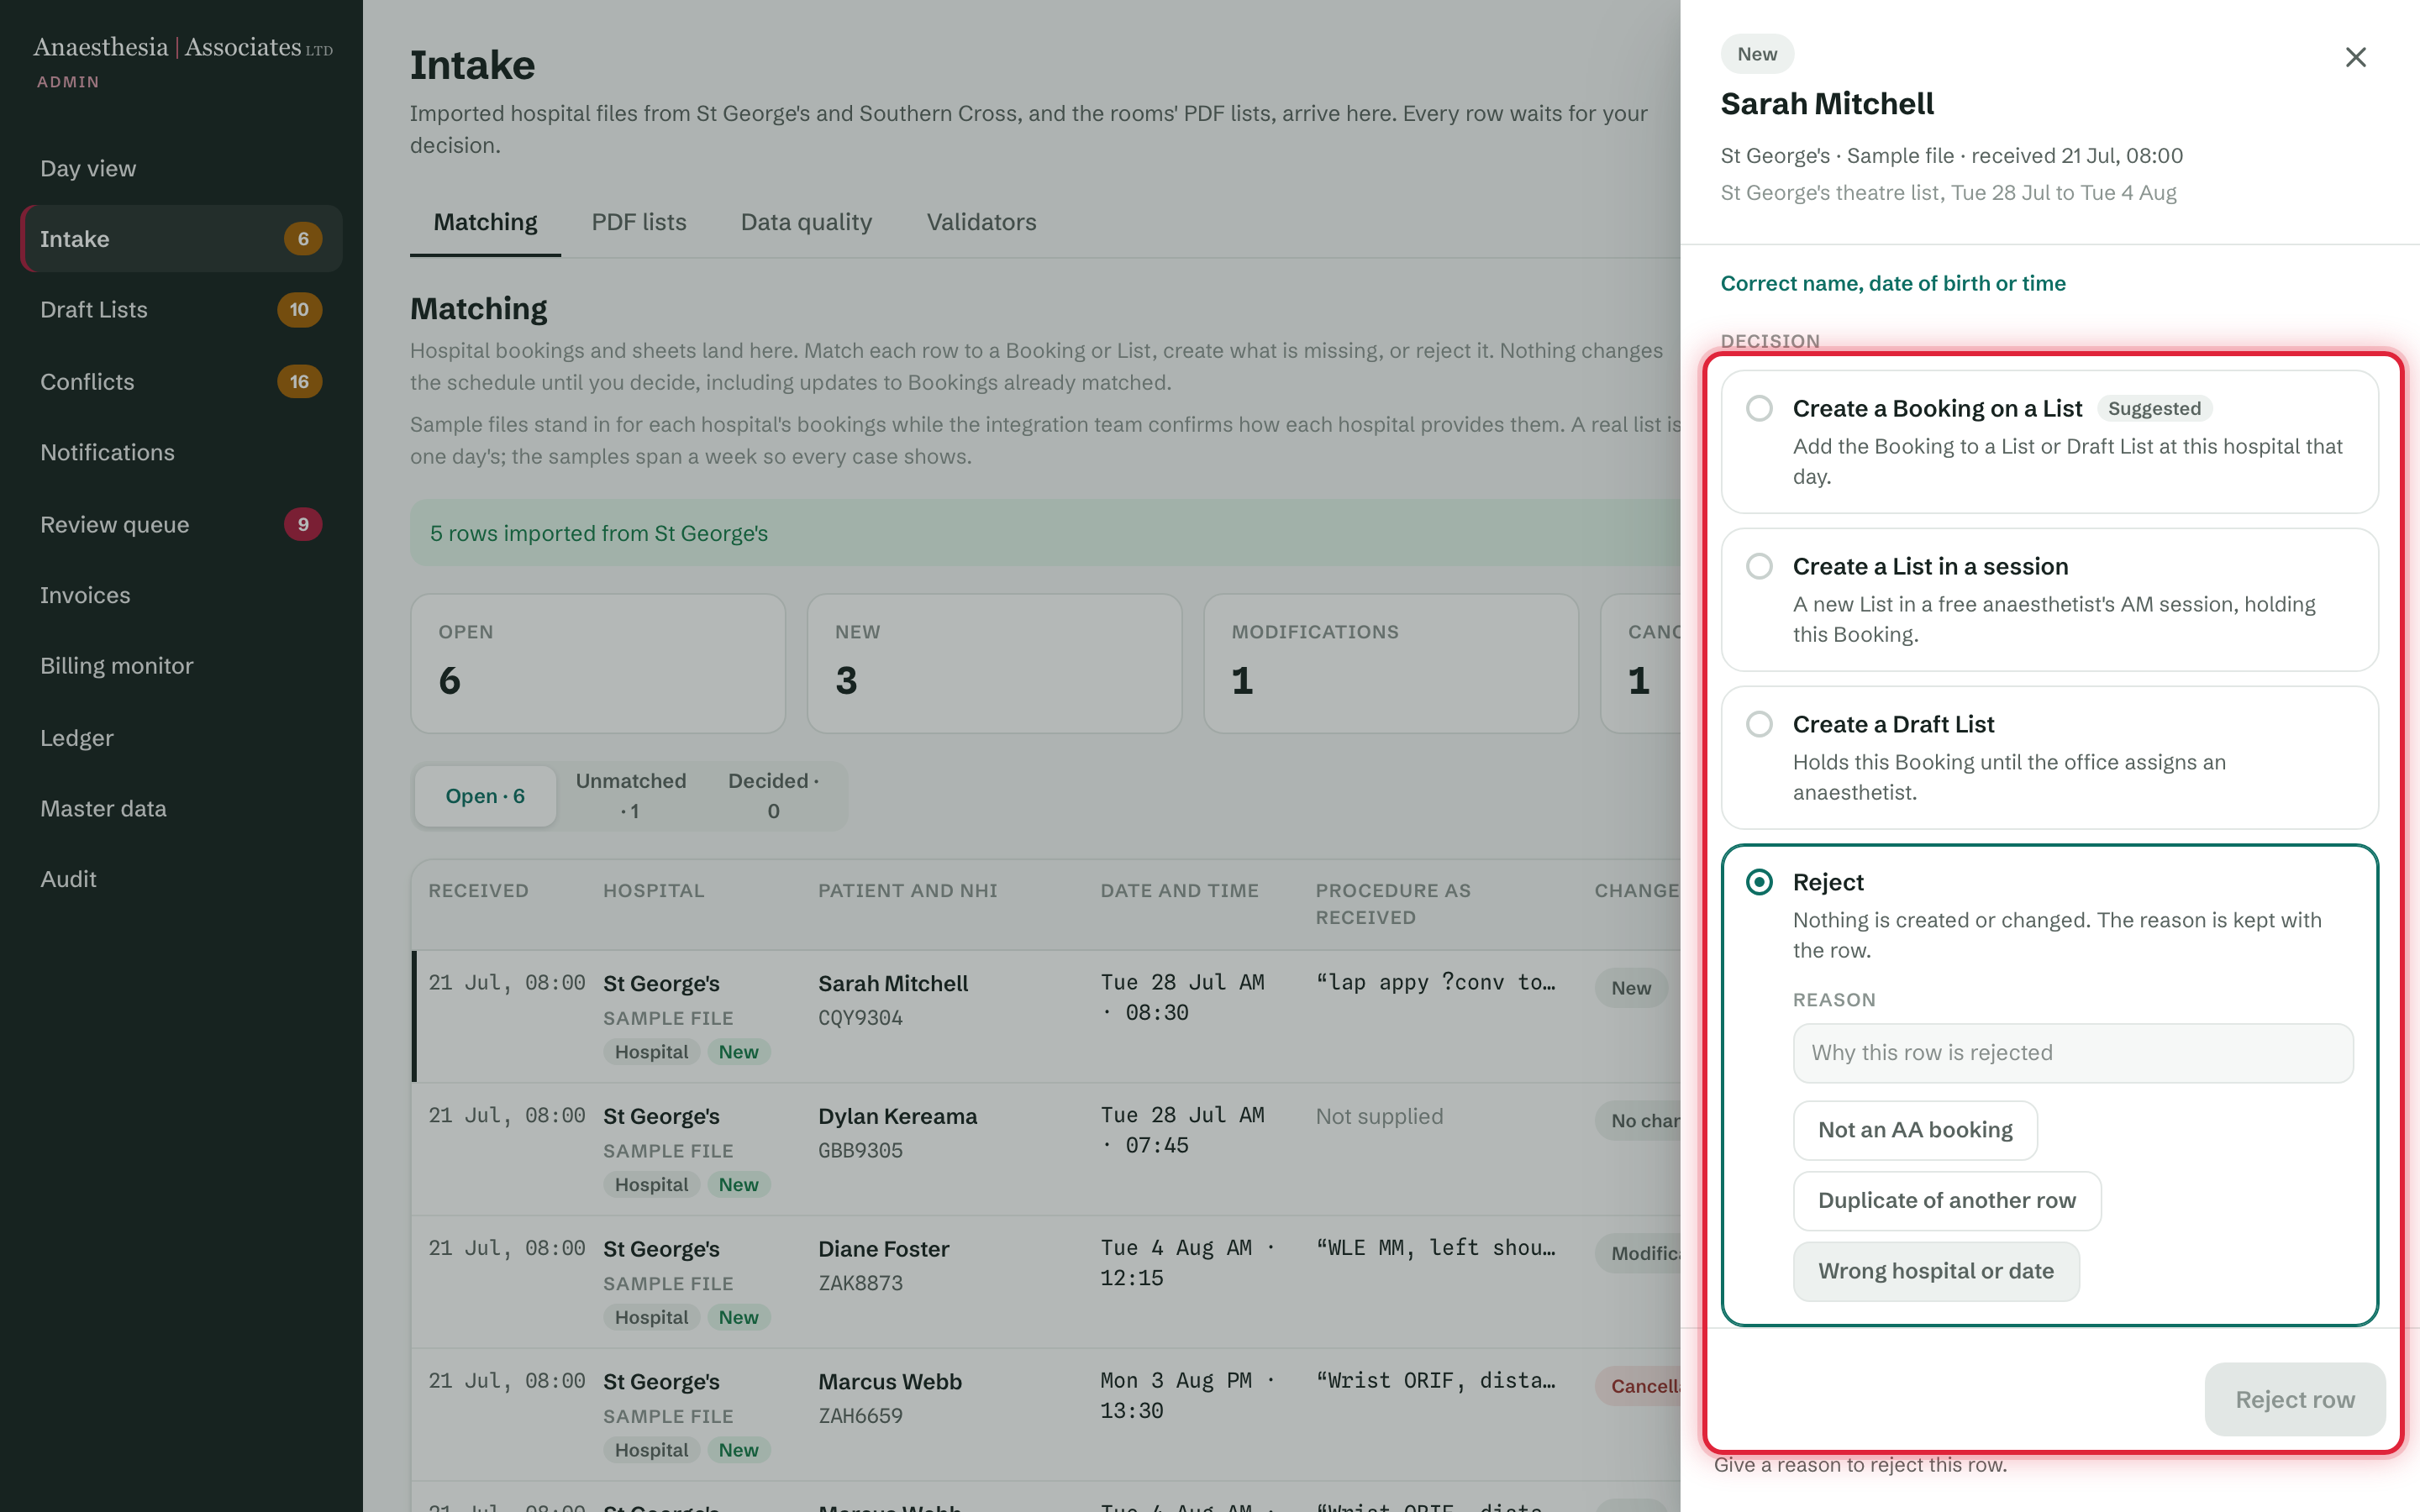 Anaesthesia | Associates LTD
ADMIN
Day view
Intake 6
Draft Lists 10
Conflicts 16
Notifications
Review queue 9
Invoices
Billing monitor
Ledger
Master data
Audit
Intake
Imported hospital files from St George's and Southern Cross, and the rooms' PDF lists, arrive here. Every row waits for your
decision.
Matching PDF lists Data quality Validators
Matching
Hospital bookings and sheets land here. Match each row to a Booking or List, create what is missing, or reject it. Nothing changes
the schedule until you decide, including updates to Bookings already matched.
Sample files stand in for each hospital's bookings while the integration team confirms how each hospital provides them. A real list is
one day's; the samples span a week so every case shows.
5 rows imported from St George's
OPEN NEW MODIFICATIONS CANC
6 3 1 1
Open · 6 Unmatched · 1 Decided · 0
RECEIVED HOSPITAL PATIENT AND NHI DATE AND TIME PROCEDURE AS RECEIVED CHANGE
21 Jul, 08:00 St George's Sarah Mitchell Tue 28 Jul AM “lap appy ?conv to… New
SAMPLE FILE CQY9304 · 08:30
Hospital New
21 Jul, 08:00 St George's Dylan Kereama Tue 28 Jul AM Not supplied No chan
SAMPLE FILE GBB9305 · 07:45
Hospital New
21 Jul, 08:00 St George's Diane Foster Tue 4 Aug AM · “WLE MM, left shou… Modifica
SAMPLE FILE ZAK8873 12:15
Hospital New
21 Jul, 08:00 St George's Marcus Webb Mon 3 Aug PM · “Wrist ORIF, dista… Cancella
SAMPLE FILE ZAH6659 13:30
Hospital New
21 Jul, 08:00 St George's Marcus Webb Tue 4 Aug AM · “Wrist ORIF, dista…
New
Sarah Mitchell
St George's · Sample file · received 21 Jul, 08:00
St George's theatre list, Tue 28 Jul to Tue 4 Aug
Correct name, date of birth or time
DECISION
Create a Booking on a List Suggested
Add the Booking to a List or Draft List at this hospital that
day.
Create a List in a session
A new List in a free anaesthetist's AM session, holding
this Booking.
Create a Draft List
Holds this Booking until the office assigns an
anaesthetist.
Reject
Nothing is created or changed. The reason is kept with
the row.
REASON
Why this row is rejected
Not an AA booking
Duplicate of another row
Wrong hospital or date
Reject row
Give a reason to reject this row.